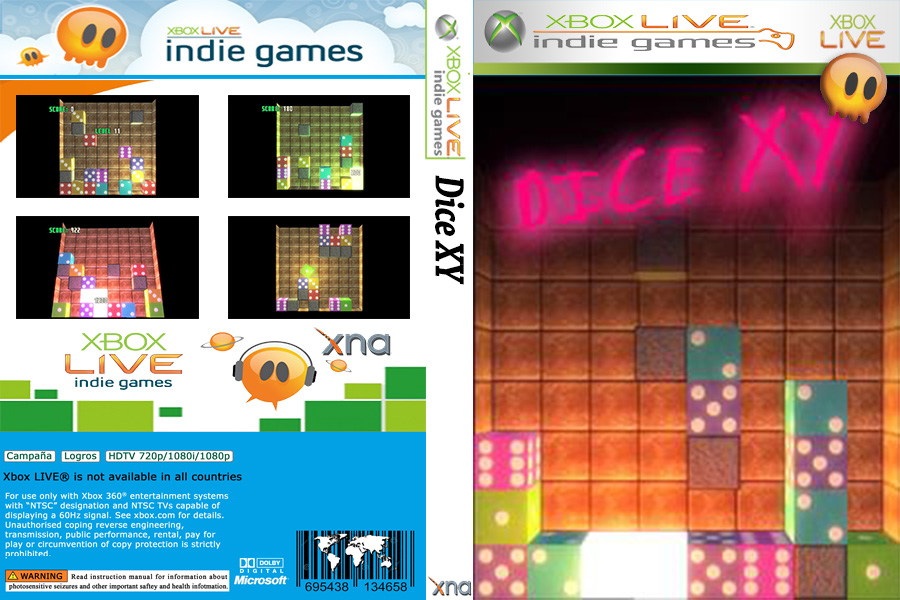 XBOX LIVE
indie games
SCORE: 0
LEVEL 11
SCORE: 180
SCORE: 922
XBOX
LIVE
indie games
xna
Campaña Logros HDTV 720p/1080i/1080p
Xbox LIVE® is not available in all countries
For use only with Xbox 360® entertainment systems
with “NTSC” designation and NTSC TVs capable of
displaying a 60Hz signal. See xbox.com for details.
Unauthorised coping reverse engineering,
transmission, public performance, rental, pay for
play or circumvention of copy protection is strictly
prohibited.
WARNING Read instruction manual for information about
photosensitive seizures and other important saftey and health infotmation.
DOLBY
DIGITAL
Microsoft
695438 134658
XBOX LIVE
indie games
Dice XY
xna
XBOX LIVE
indie games
XBOX
LIVE
DICE XY